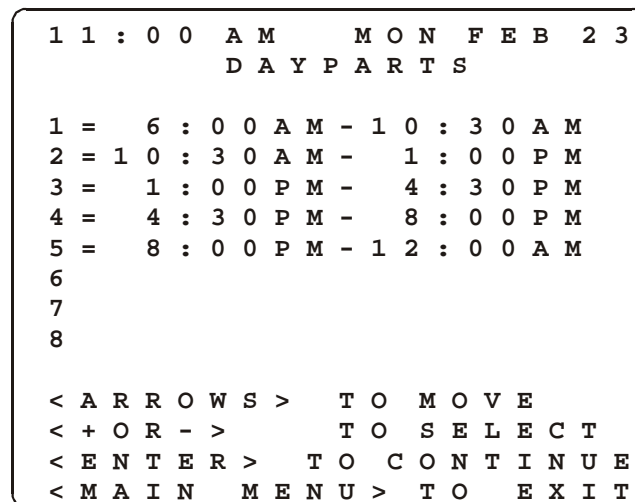 11:00 AM MON FEB 23
DAYPARTS
1= 6:00AM-10:30AM
2=10:30AM- 1:00PM
3= 1:00PM- 4:30PM
4= 4:30PM- 8:00PM
5= 8:00PM-12:00AM
6
7
8
<ARROWS> TO MOVE
<+OR-> TO SELECT
<ENTER> TO CONTINUE
<MAIN MENU> TO EXIT